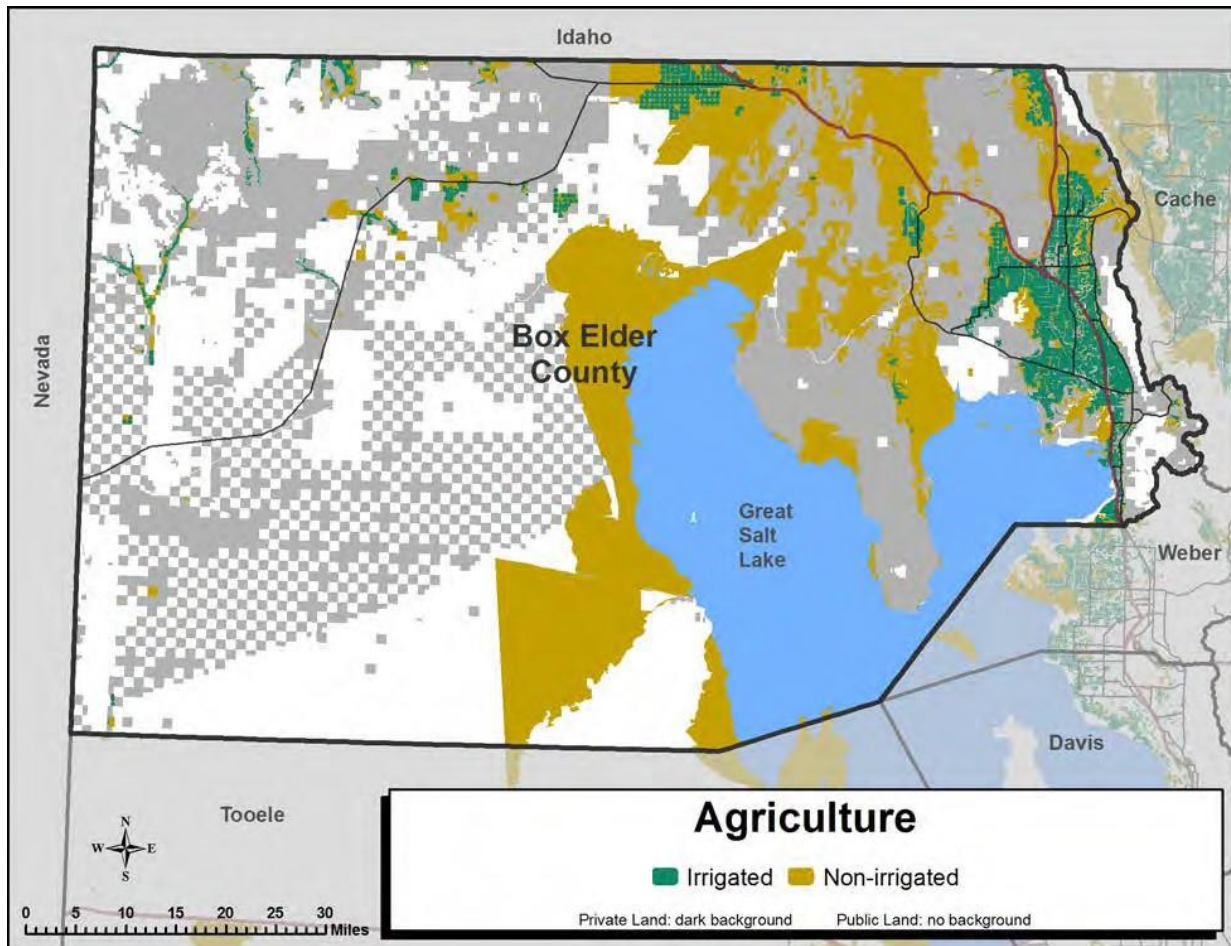 Idaho
Cache
Nevada
Box Elder
County
Great
Salt
Lake
Weber
Davis
Tooele
N
W E
S
0 5 10 15 20 25 30
Miles
Agriculture
Irrigated Non-irrigated
Private Land: dark background Public Land: no background